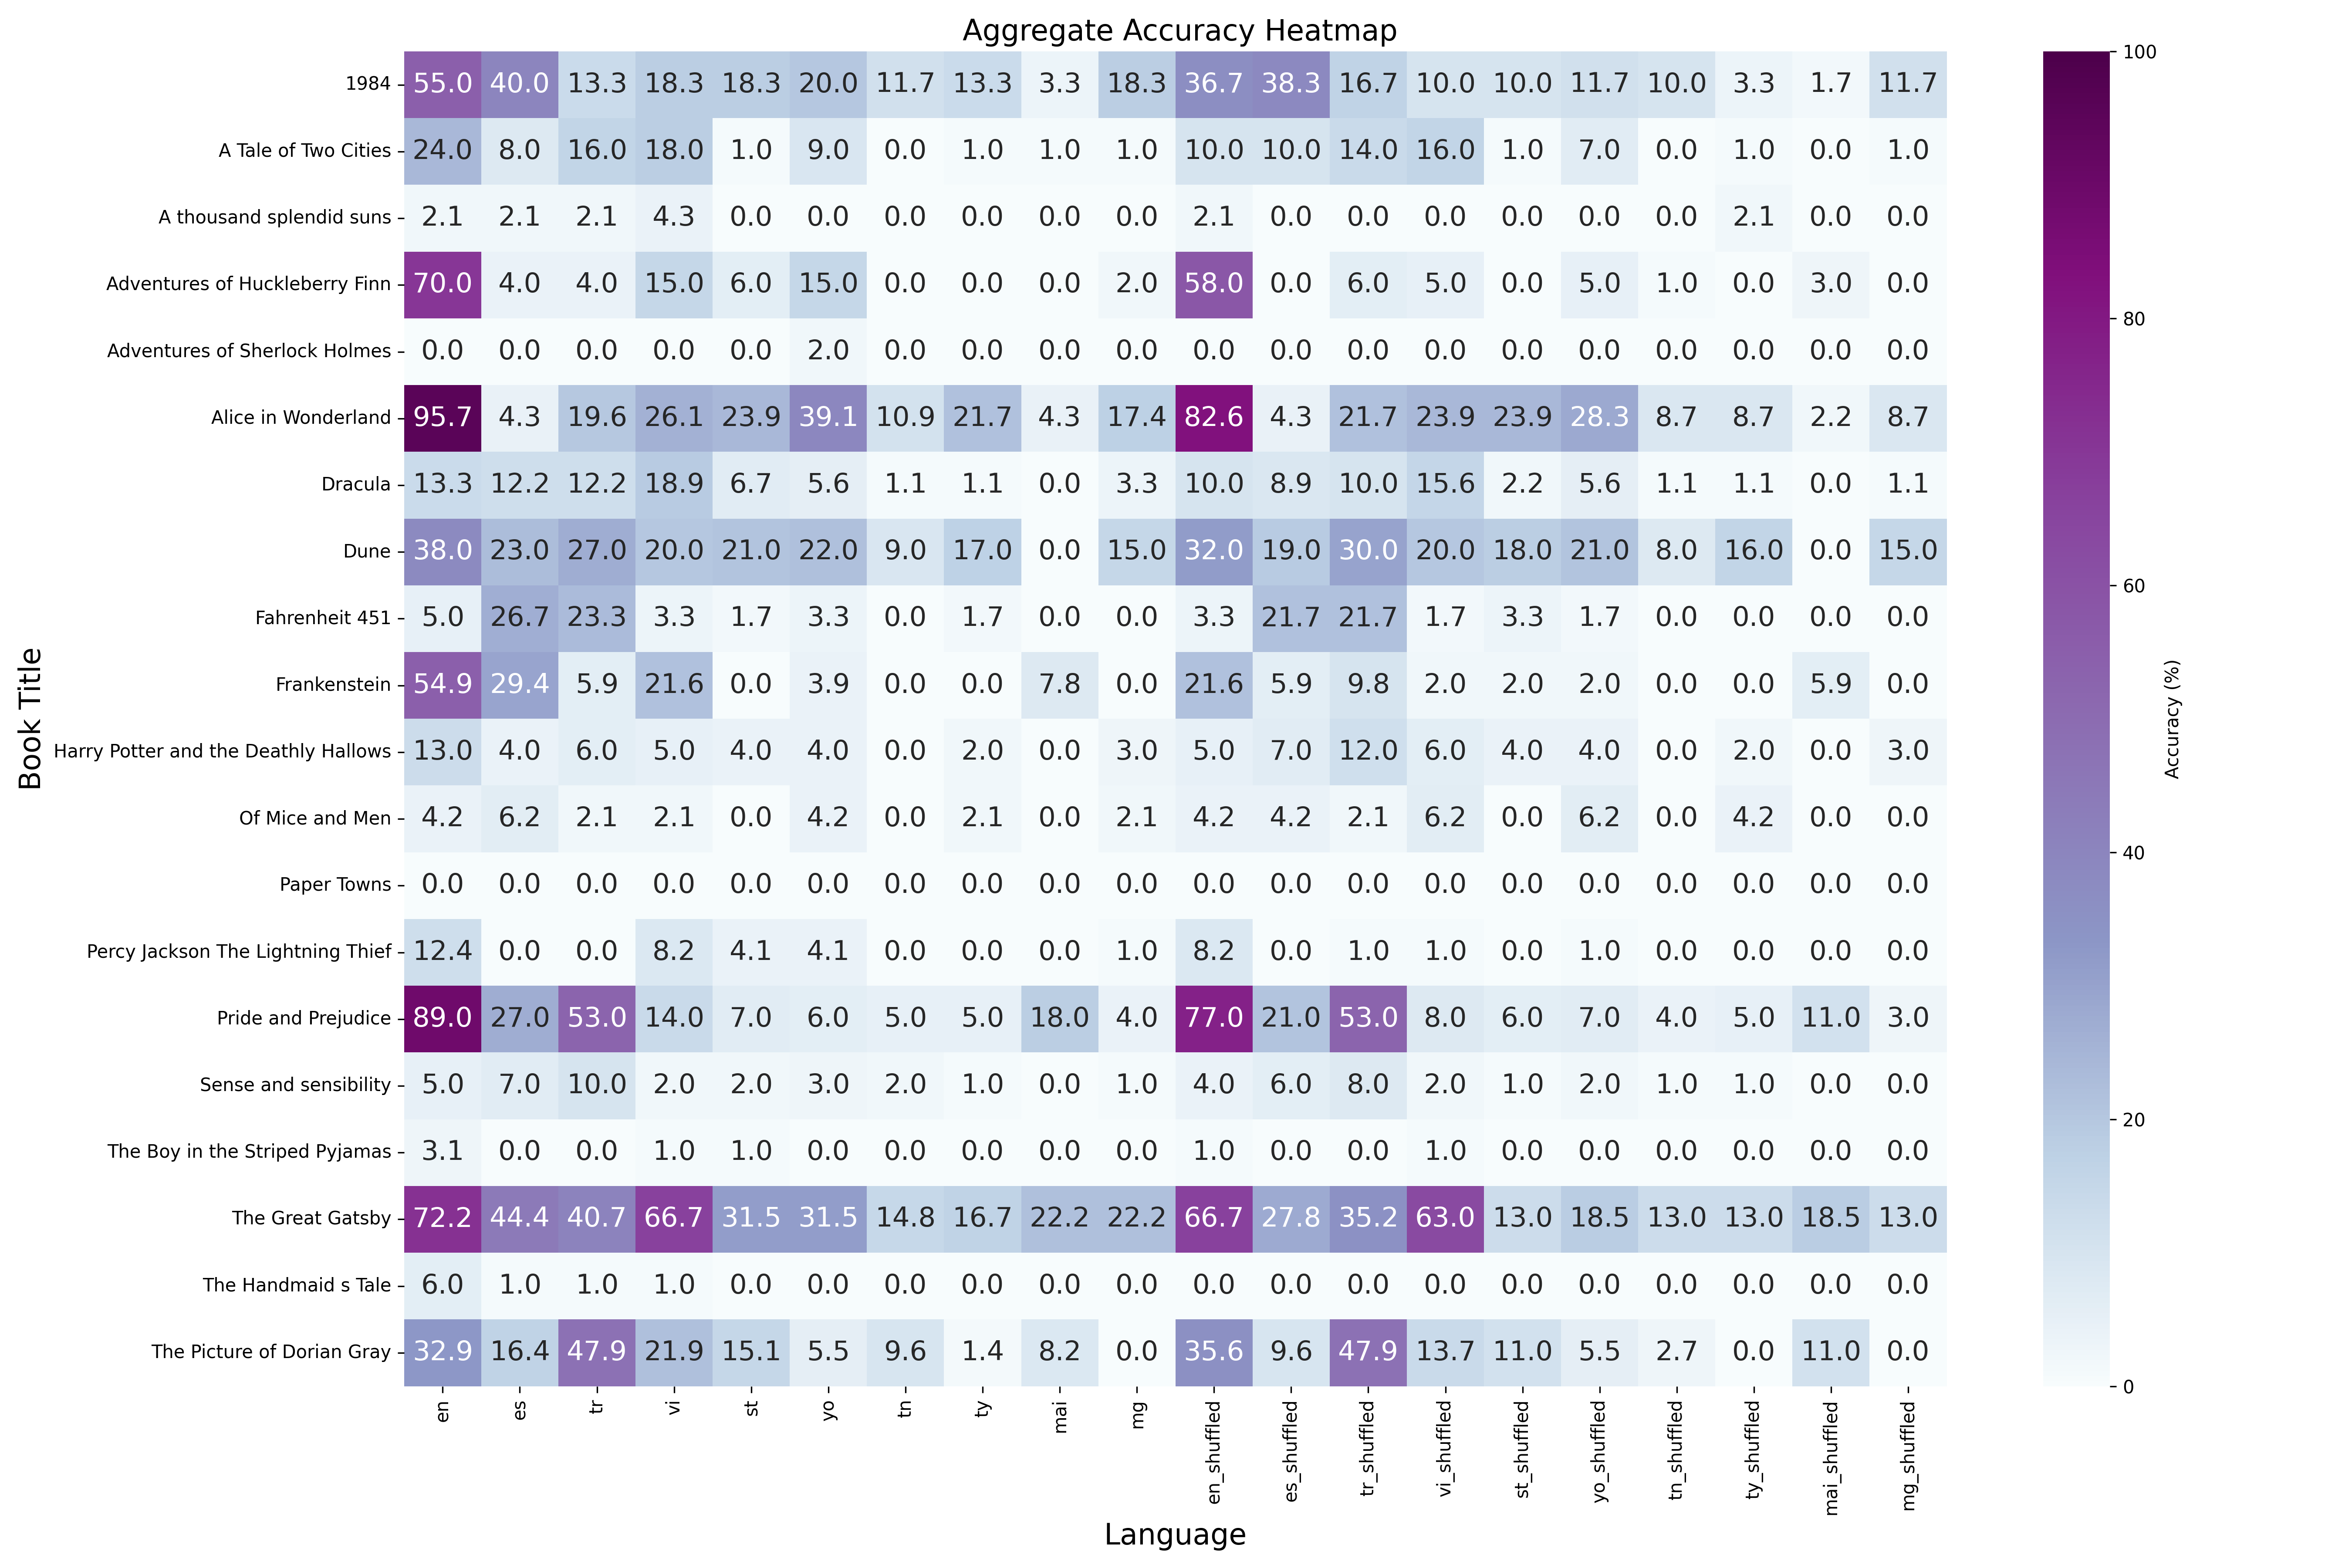 Aggregate Accuracy Heatmap
Book Title
1984 55.0 40.0 13.3 18.3 18.3 20.0 11.7 13.3 3.3 18.3 36.7 38.3 16.7 10.0 10.0 11.7 10.0 3.3 1.7 11.7
A Tale of Two Cities 24.0 8.0 16.0 18.0 1.0 9.0 0.0 1.0 1.0 1.0 10.0 10.0 14.0 16.0 1.0 7.0 0.0 1.0 0.0 1.0
A thousand splendid suns 2.1 2.1 2.1 4.3 0.0 0.0 0.0 0.0 0.0 0.0 2.1 0.0 0.0 0.0 0.0 0.0 0.0 2.1 0.0 0.0
Adventures of Huckleberry Finn 70.0 4.0 4.0 15.0 6.0 15.0 0.0 0.0 0.0 2.0 58.0 0.0 6.0 5.0 0.0 5.0 1.0 0.0 3.0 0.0
Adventures of Sherlock Holmes 0.0 0.0 0.0 0.0 0.0 2.0 0.0 0.0 0.0 0.0 0.0 0.0 0.0 0.0 0.0 0.0 0.0 0.0 0.0 0.0
Alice in Wonderland 95.7 4.3 19.6 26.1 23.9 39.1 10.9 21.7 4.3 17.4 82.6 4.3 21.7 23.9 23.9 28.3 8.7 8.7 2.2 8.7
Dracula 13.3 12.2 12.2 18.9 6.7 5.6 1.1 1.1 0.0 3.3 10.0 8.9 10.0 15.6 2.2 5.6 1.1 1.1 0.0 1.1
Dune 38.0 23.0 27.0 20.0 21.0 22.0 9.0 17.0 0.0 15.0 32.0 19.0 30.0 20.0 18.0 21.0 8.0 16.0 0.0 15.0
Fahrenheit 451 5.0 26.7 23.3 3.3 1.7 3.3 0.0 1.7 0.0 0.0 3.3 21.7 21.7 1.7 3.3 1.7 0.0 0.0 0.0 0.0
Frankenstein 54.9 29.4 5.9 21.6 0.0 3.9 0.0 0.0 7.8 0.0 21.6 5.9 9.8 2.0 2.0 2.0 0.0 0.0 5.9 0.0
Harry Potter and the Deathly Hallows 13.0 4.0 6.0 5.0 4.0 4.0 0.0 2.0 0.0 3.0 5.0 7.0 12.0 6.0 4.0 4.0 0.0 2.0 0.0 3.0
Of Mice and Men 4.2 6.2 2.1 2.1 0.0 4.2 0.0 2.1 0.0 2.1 4.2 4.2 2.1 6.2 0.0 6.2 0.0 4.2 0.0 0.0
Paper Towns 0.0 0.0 0.0 0.0 0.0 0.0 0.0 0.0 0.0 0.0 0.0 0.0 0.0 0.0 0.0 0.0 0.0 0.0 0.0 0.0
Percy Jackson The Lightning Thief 12.4 0.0 0.0 8.2 4.1 4.1 0.0 0.0 0.0 1.0 8.2 0.0 1.0 1.0 0.0 1.0 0.0 0.0 0.0 0.0
Pride and Prejudice 89.0 27.0 53.0 14.0 7.0 6.0 5.0 5.0 18.0 4.0 77.0 21.0 53.0 8.0 6.0 7.0 4.0 5.0 11.0 3.0
Sense and sensibility 5.0 7.0 10.0 2.0 2.0 3.0 2.0 1.0 0.0 1.0 4.0 6.0 8.0 2.0 1.0 2.0 1.0 1.0 0.0 0.0
The Boy in the Striped Pyjamas 3.1 0.0 0.0 1.0 1.0 0.0 0.0 0.0 0.0 0.0 1.0 0.0 0.0 1.0 0.0 0.0 0.0 0.0 0.0 0.0
The Great Gatsby 72.2 44.4 40.7 66.7 31.5 31.5 14.8 16.7 22.2 22.2 66.7 27.8 35.2 63.0 13.0 18.5 13.0 13.0 18.5 13.0
The Handmaid s Tale 6.0 1.0 1.0 1.0 0.0 0.0 0.0 0.0 0.0 0.0 0.0 0.0 0.0 0.0 0.0 0.0 0.0 0.0 0.0 0.0
The Picture of Dorian Gray 32.9 16.4 47.9 21.9 15.1 5.5 9.6 1.4 8.2 0.0 35.6 9.6 47.9 13.7 11.0 5.5 2.7 0.0 11.0 0.0
en es tr vi st yo tn ty mai mg en_shuffled es_shuffled tr_shuffled vi_shuffled st_shuffled yo_shuffled tn_shuffled ty_shuffled mai_shuffled mg_shuffled
Language
100
80
60
40
20
0
Accuracy (%)